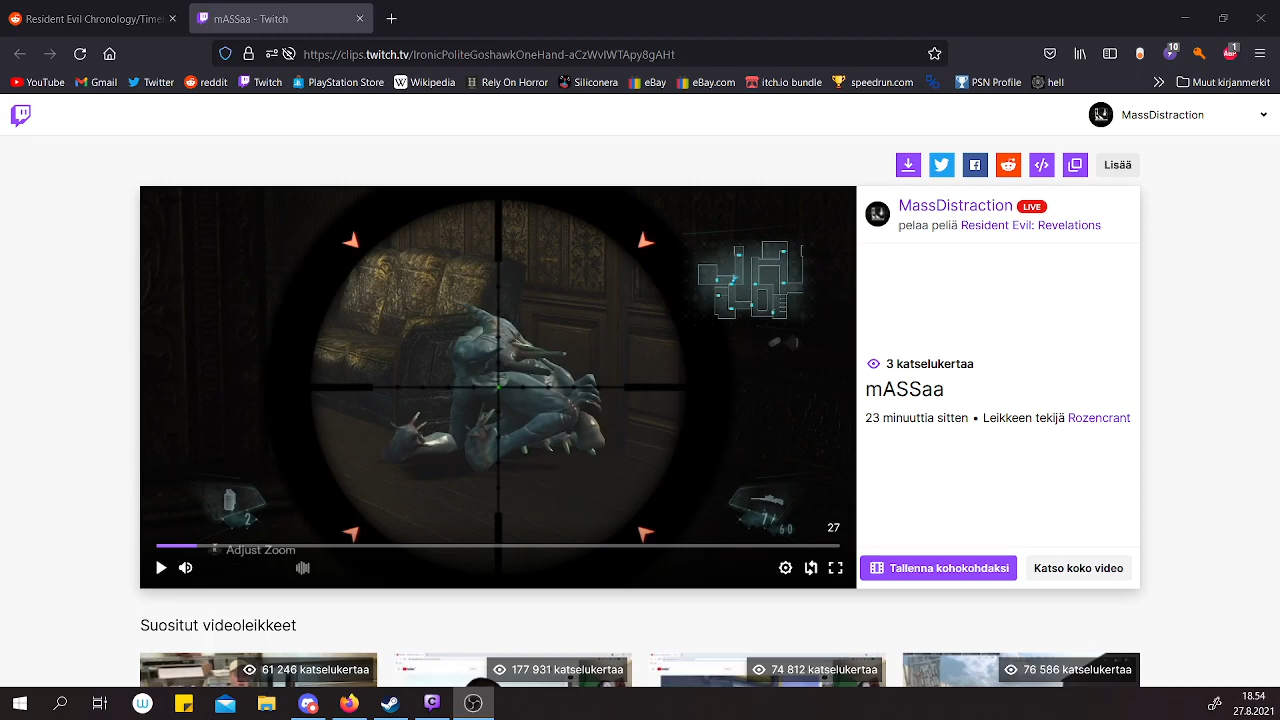 Resident Evil Chronology/Timel
mASSaa - Twitch
https://clips.twitch.tv/IronicPoliteGoshawkOneHand-aCzWvIWTApy8gAHt
10
1
YouTube
Gmail
Twitter
reddit
Twitch
PlayStation Store
Wikipedia
Rely On Horror
Siliconera
eBay
eBay.com
Itch.io bundle
speedrun.com
PSN Profile
hell
Muut kirjanmerkit
MassDistraction
Lisää
MassDistraction LIVE
pelaa peliä Resident Evil: Revelations
3 katselukertaa
mASSaa
23 minuuttia sitten • Leikkeen tekijä Rozencrant
2
7
60
27
Adjust Zoom
Tallenna kohokohdaksi
Katso koko video
Suositut videoleikkeet
61 246 katselukertaa
177 931 katselukertaa
74 812 katselukertaa
76 586 katselukertaa
18.54
27.8.2021